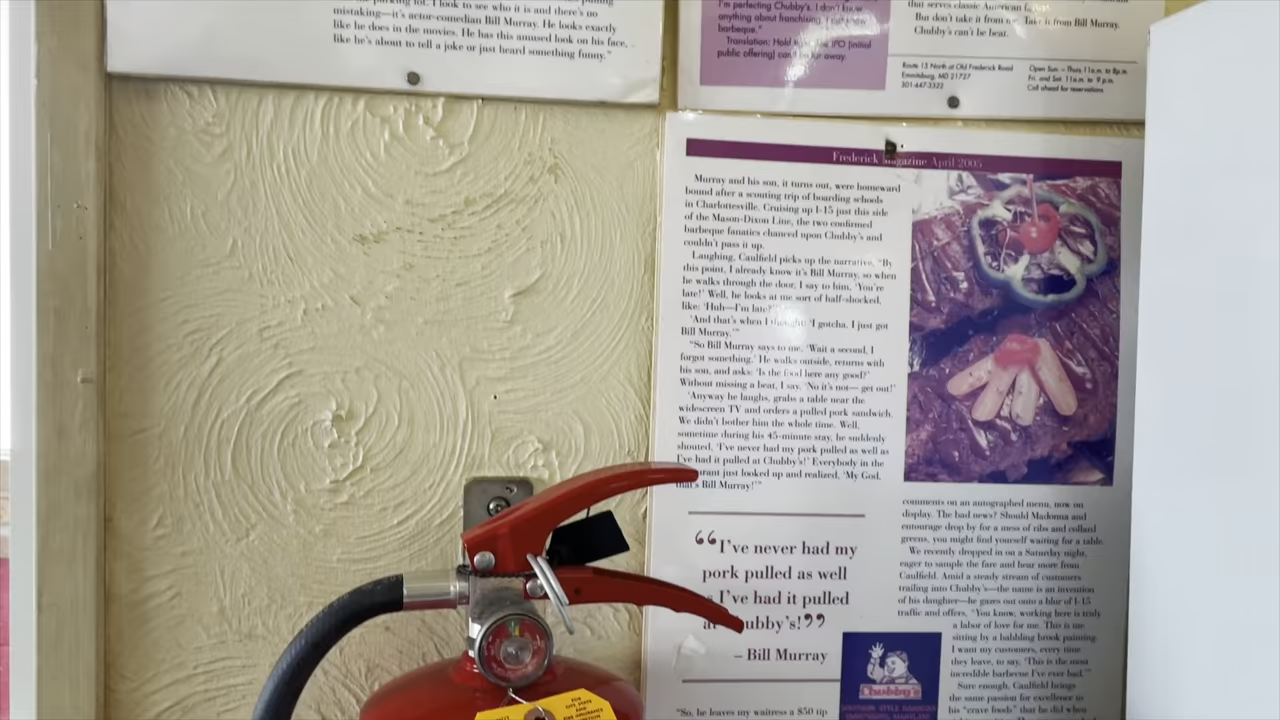 parking lot. I look to see who it is and there's no
mistaking—it's actor-comedian Bill Murray. He looks exactly
like he does in the movies. He has this amused look on his face,
like he's about to tell a joke or just heard something funny."
I'm perfecting Chubby's. I don't know
anything about franchising. I just know
barbeque."
Translation: Hold tight, the IPO (initial
public offering) can't be far away.
that serves classic American
But don't take it from me. Take it from Bill Murray.
Chubby's can't be beat.
Route 15 North at Old Frederick Road
Emmitsburg, MD 21727
301-447-3322
Open Sun. – Thurs. 11 a.m. to 8 p.m.
Fri. and Sat. 11 a.m. to 9 p.m.
Call ahead for reservations
Frederick Magazine April 2005
Murray and his son, it turns out, were homeward
bound after a scouting trip of boarding schools
in Charlottesville. Cruising up I-15 just this side
of the Mason-Dixon Line, the two confirmed
barbeque fanatics chanced upon Chubby's and
couldn't pass it up.
Laughing, Caulfield picks up the narrative, "By
this point, I already know it's Bill Murray, so when
he walks through the door, I say to him, 'You're
late!' Well, he looks at me sort of half-shocked,
like: 'Huh—I'm late?'
'And that's when I thought: 'I gotcha. I just got
Bill Murray.'"
"So Bill Murray says to me, 'Wait a second, I
forgot something.' He walks outside, returns with
his son, and asks: 'Is the food here any good?'
Without missing a beat, I say, 'No it's not— get out!'
'Anyway he laughs, grabs a table near the
widescreen TV and orders a pulled pork sandwich.
We didn't bother him the whole time. Well,
sometime during his 45-minute stay, he suddenly
shouted, 'I've never had my pork pulled as well as
I've had it pulled at Chubby's!' Everybody in the
restaurant just looked up and realized, 'My God,
that's Bill Murray!'"
"I've never had my
pork pulled as well
I've had it pulled
at Chubby's!"
– Bill Murray
"So, he leaves my waitress a $50 tip
comments on an autographed menu, now on
display. The bad news? Should Madonna and
entourage drop by for a mess of ribs and collard
greens, you might find yourself waiting for a table.
We recently dropped in on a Saturday night,
eager to sample the fare and hear more from
Caulfield. Amid a steady stream of customers
trailing into Chubby's—the name is an invention
of his daughter—he gazes out onto a blur of I-15
traffic and offers, "You know, working here is truly
a labor of love for me. This is me
sitting by a babbling brook painting.
I want my customers, every time
they leave, to say, 'This is the most
incredible barbecue I've ever had.'"
Sure enough, Caulfield brings
the same passion for excellence to
his "crave foods" that he did when
Chubby's
SOUTHERN STYLE BARBEQUE
EMMITSBURG, MARYLAND
FOR